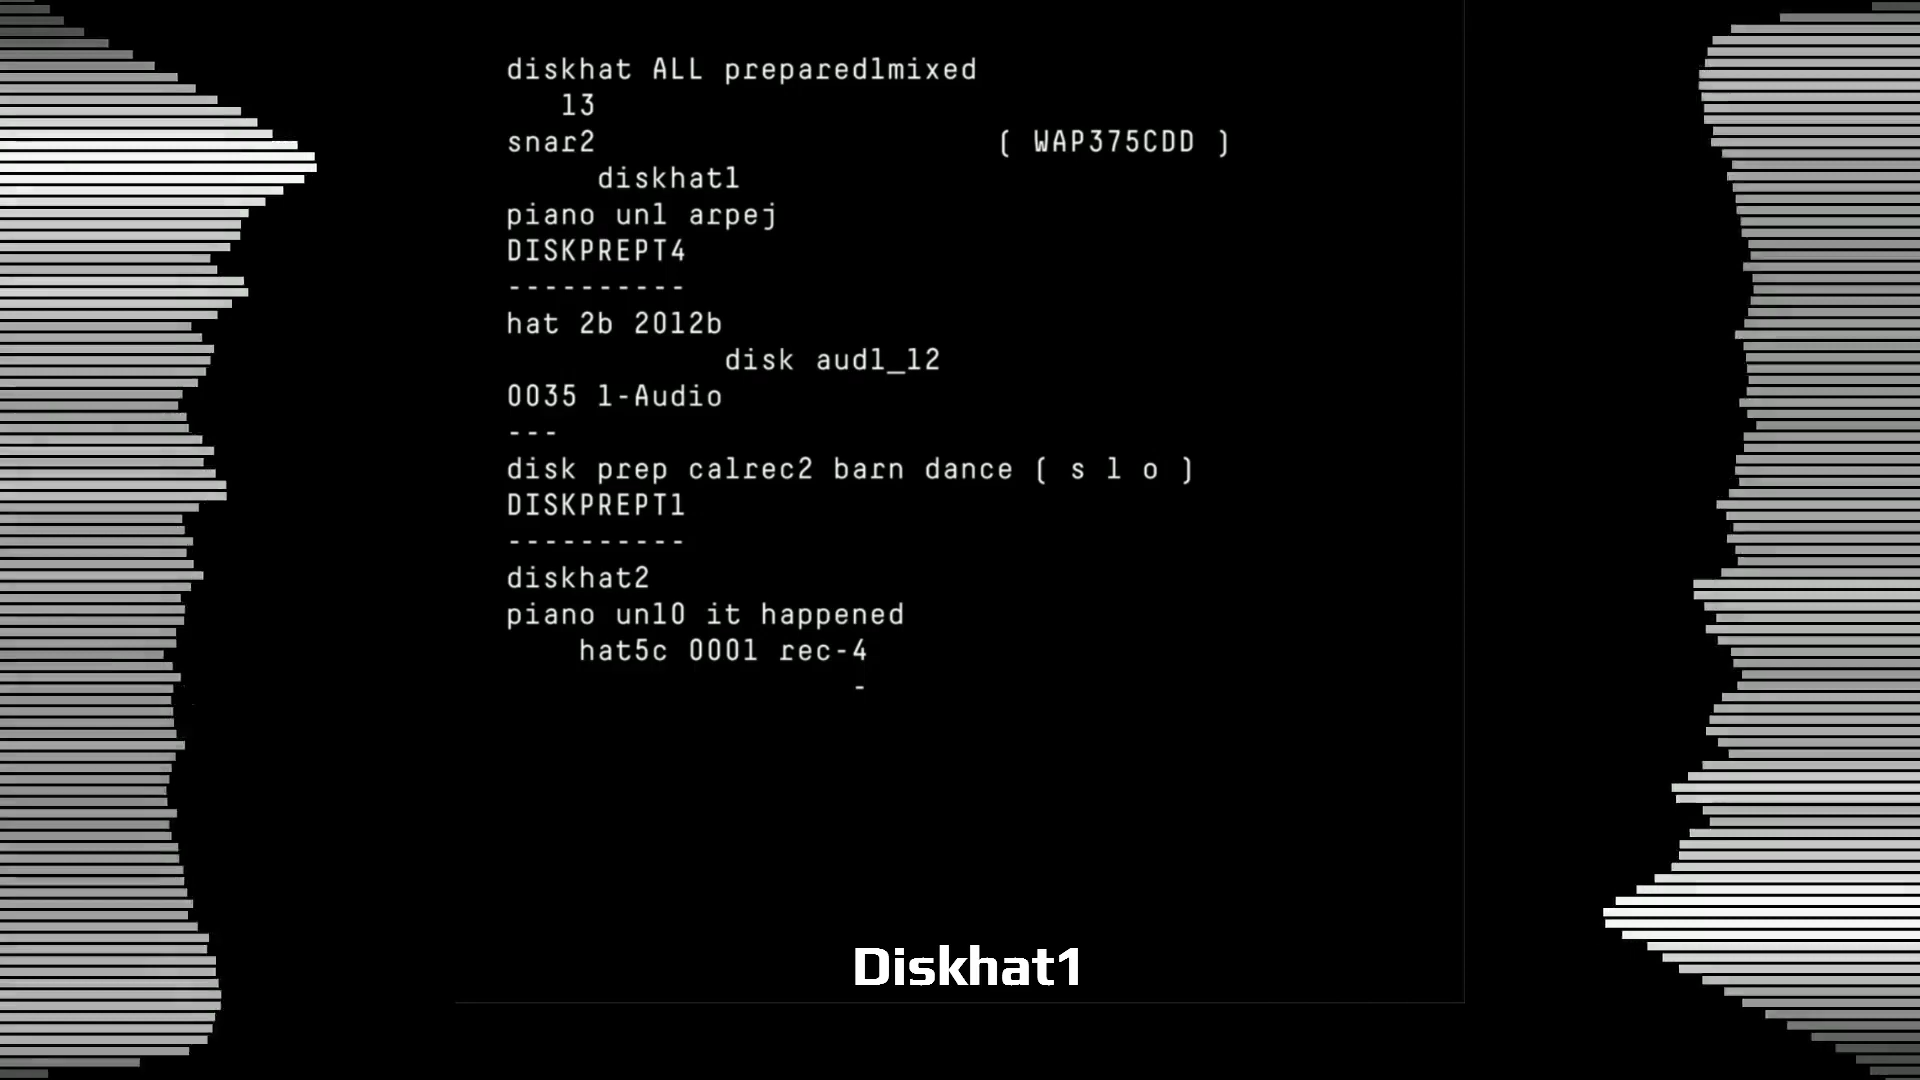 diskhat ALL prepared1mixed
13
snar2 ( WAP375CDD )
diskhat1
piano un1 arpej
DISKPREPT4
----------
hat 2b 2012b
disk aud1_12
0035 1-Audio
---
disk prep calrec2 barn dance ( s l o )
DISKPREPT1
----------
diskhat2
piano un10 it happened
hat5c 0001 rec-4
-
Diskhat1